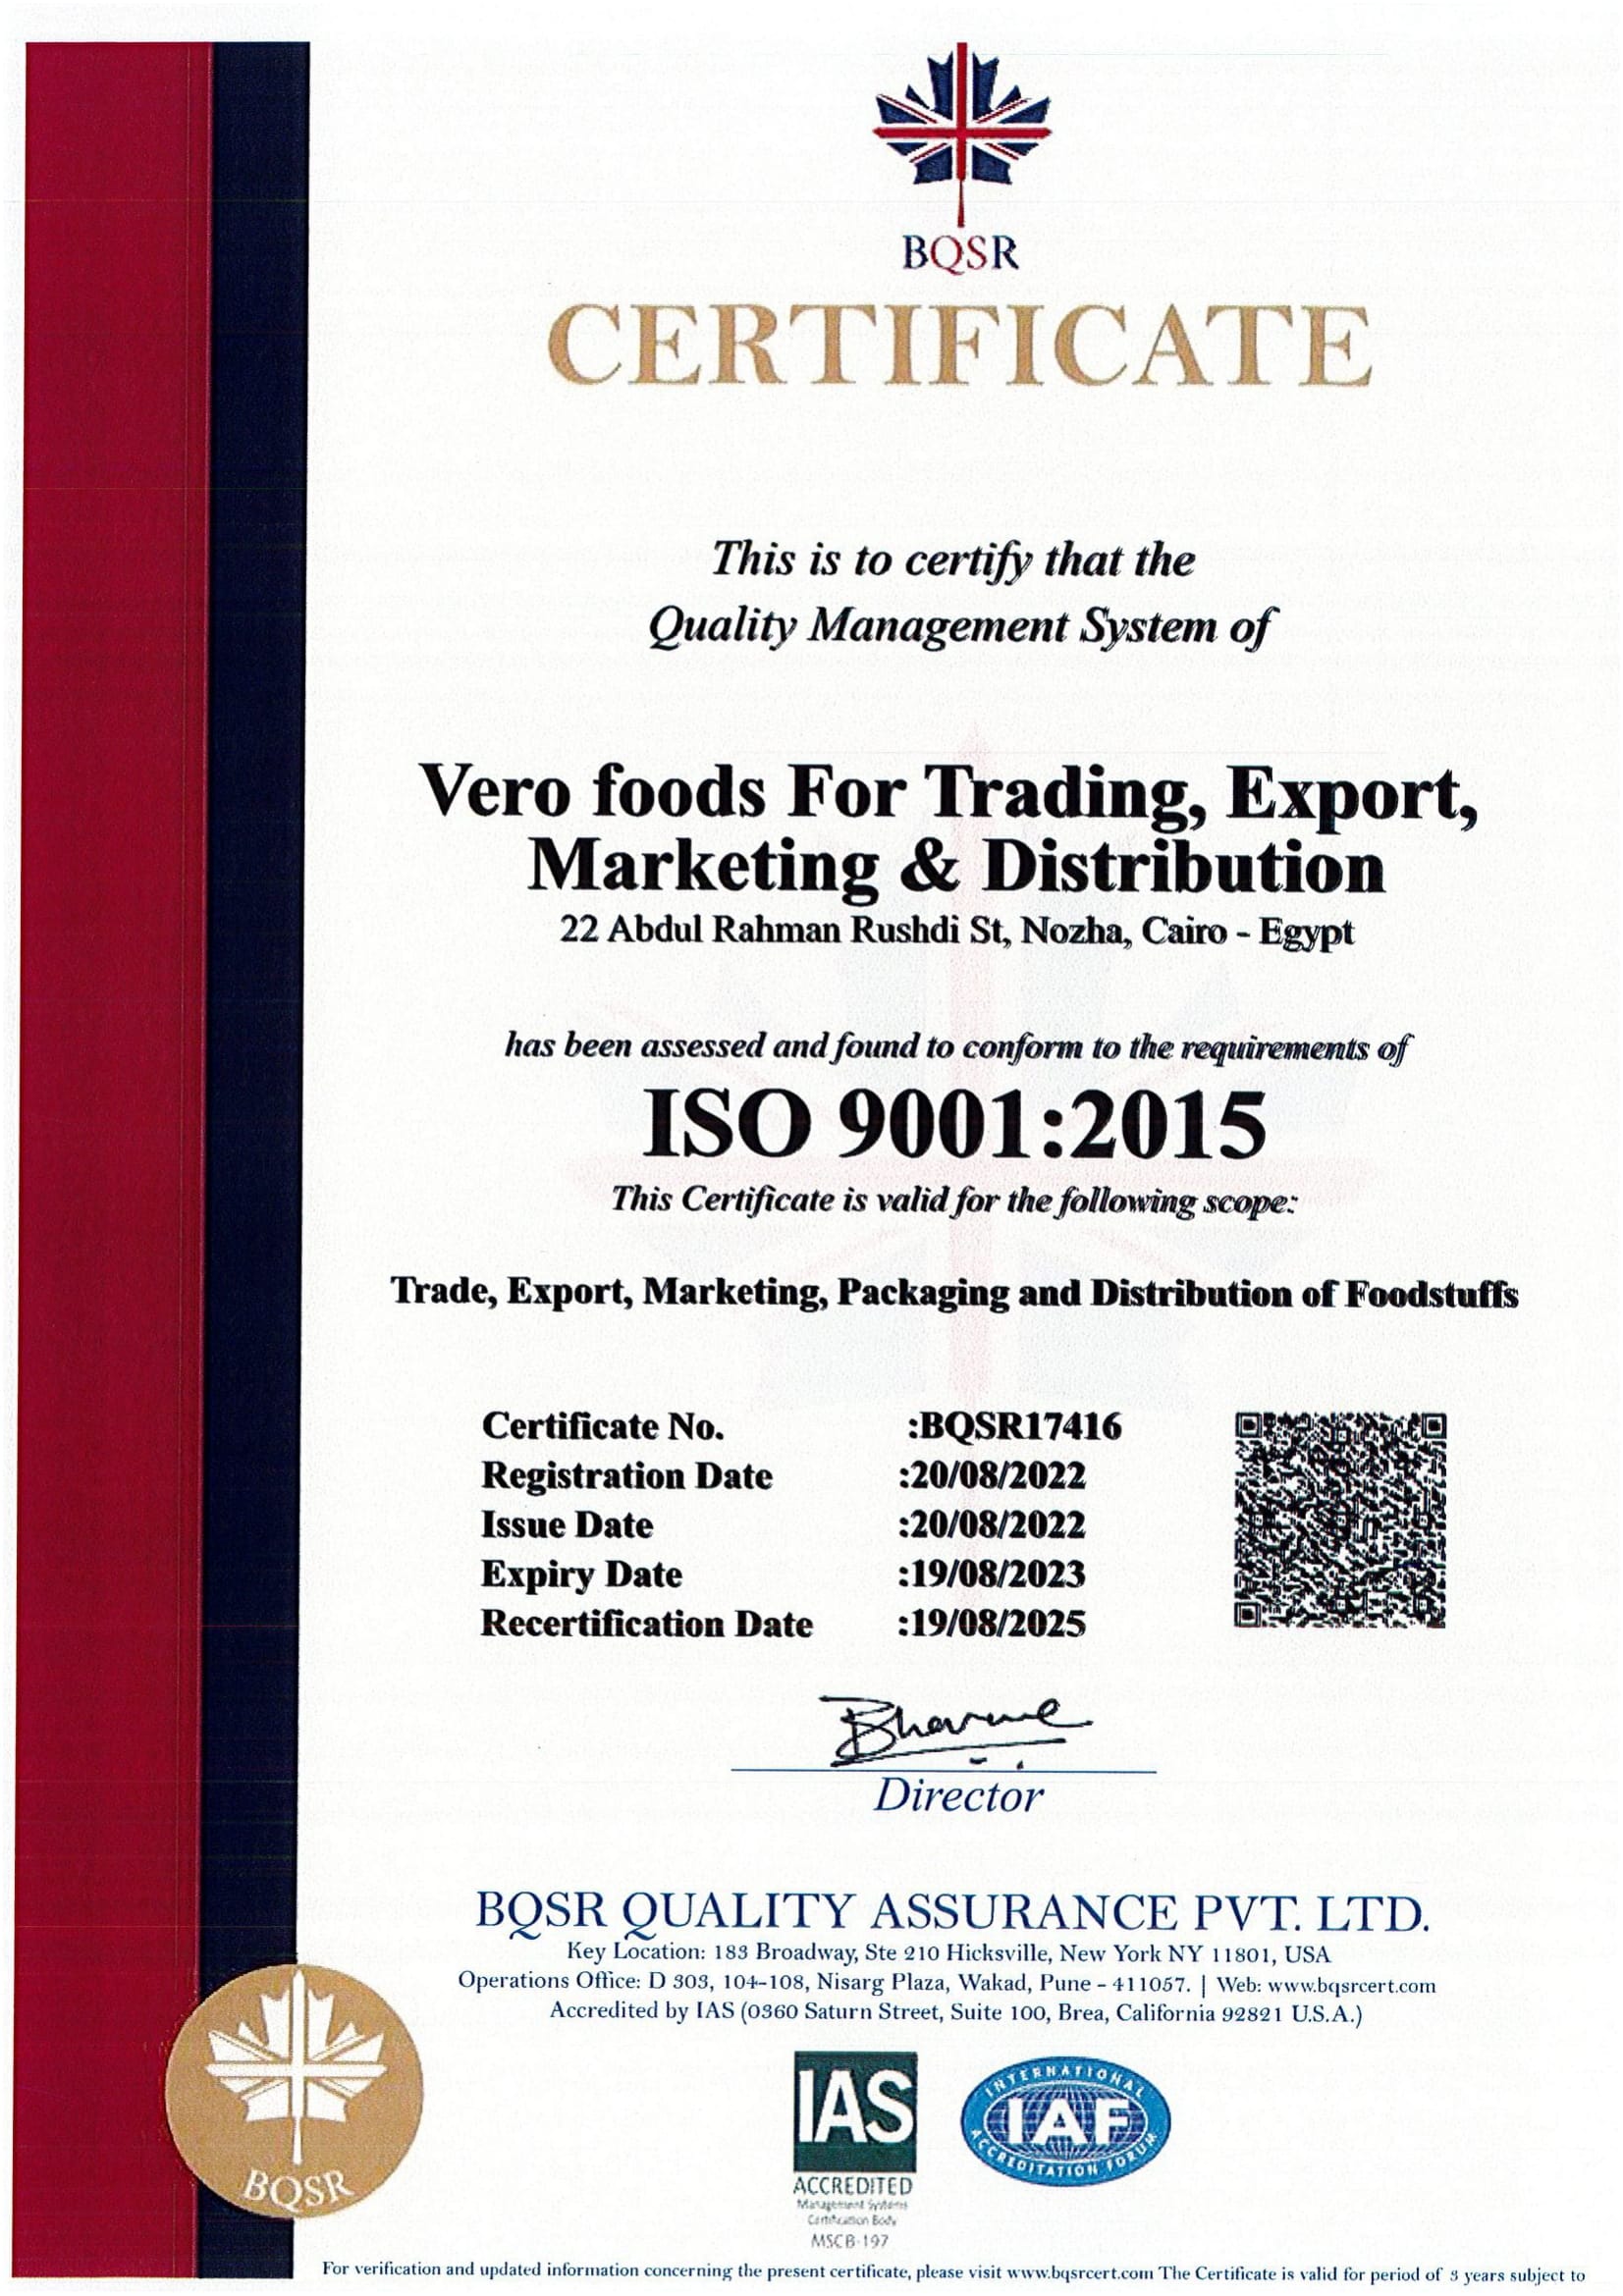 BQSR
CERTIFICATE
This is to certify that the
Quality Management System of
Vero foods For Trading, Export,
Marketing & Distribution
22 Abdul Rahman Rushdi St, Nozha, Cairo - Egypt
has been assessed and found to conform to the requirements of
ISO 9001:2015
This Certificate is valid for the following scope:
Trade, Export, Marketing, Packaging and Distribution of Foodstuffs
Certificate No. :BQSR17416
Registration Date :20/08/2022
Issue Date :20/08/2022
Expiry Date :19/08/2023
Recertification Date :19/08/2025
Director
BQSR QUALITY ASSURANCE PVT. LTD.
Key Location: 183 Broadway, Ste 210 Hicksville, New York NY 11801, USA
Operations Office: D 303, 104-108, Nisarg Plaza, Wakad, Pune - 411057. | Web: www.bqsrcert.com
Accredited by IAS (0360 Saturn Street, Suite 100, Brea, California 92821 U.S.A.)
BQSR
IAS
ACCREDITED
Management Systems
Certification Body
MSCB-197
INTERNATIONAL
IAF
ACCREDITATION FORUM
For verification and updated information concerning the present certificate, please visit www.bqsrcert.com The Certificate is valid for period of 3 years subject to